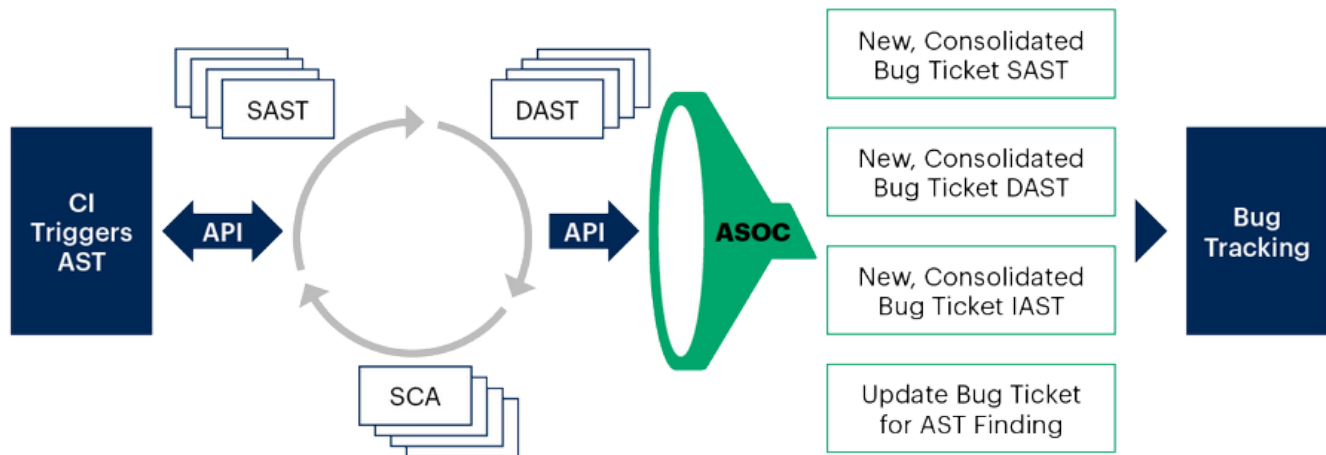 CI
Triggers
AST
API
SAST
DAST
SCA
API
ASOC
New, Consolidated
Bug Ticket SAST
New, Consolidated
Bug Ticket DAST
New, Consolidated
Bug Ticket IAST
Update Bug Ticket
for AST Finding
Bug
Tracking